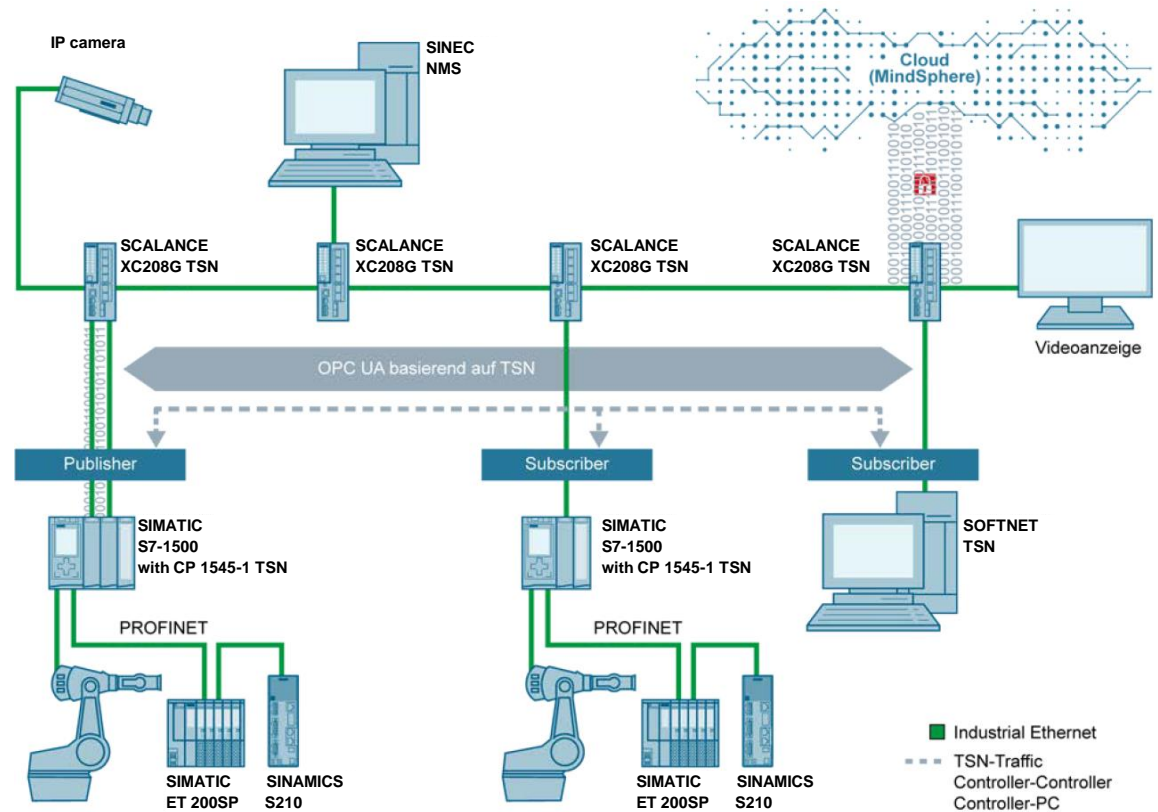 IP camera
SINEC
NMS
Cloud
(MindSphere)
SCALANCE
XC208G TSN
SCALANCE
XC208G TSN
SCALANCE
XC208G TSN
SCALANCE
XC208G TSN
Videoanzeige
OPC UA basierend auf TSN
Publisher
Subscriber
Subscriber
SIMATIC
S7-1500
with CP 1545-1 TSN
SIMATIC
S7-1500
with CP 1545-1 TSN
SOFTNET
TSN
PROFINET
PROFINET
SIMATIC
ET 200SP
SINAMICS
S210
SIMATIC
ET 200SP
SINAMICS
S210
Industrial Ethernet
TSN-Traffic
Controller-Controller
Controller-PC